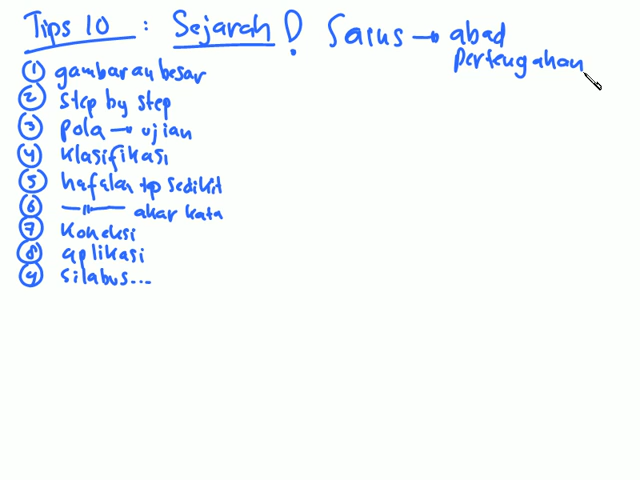 Tips 10 : Sejarah ! Sains → abad
pertengahan
① gambaran besar
② step by step
③ pola → ujian
④ klasifikasi
⑤ hafalan tp sedikit
⑥ —"— akar kata
⑦ koneksi
⑧ aplikasi
⑨ silabus...